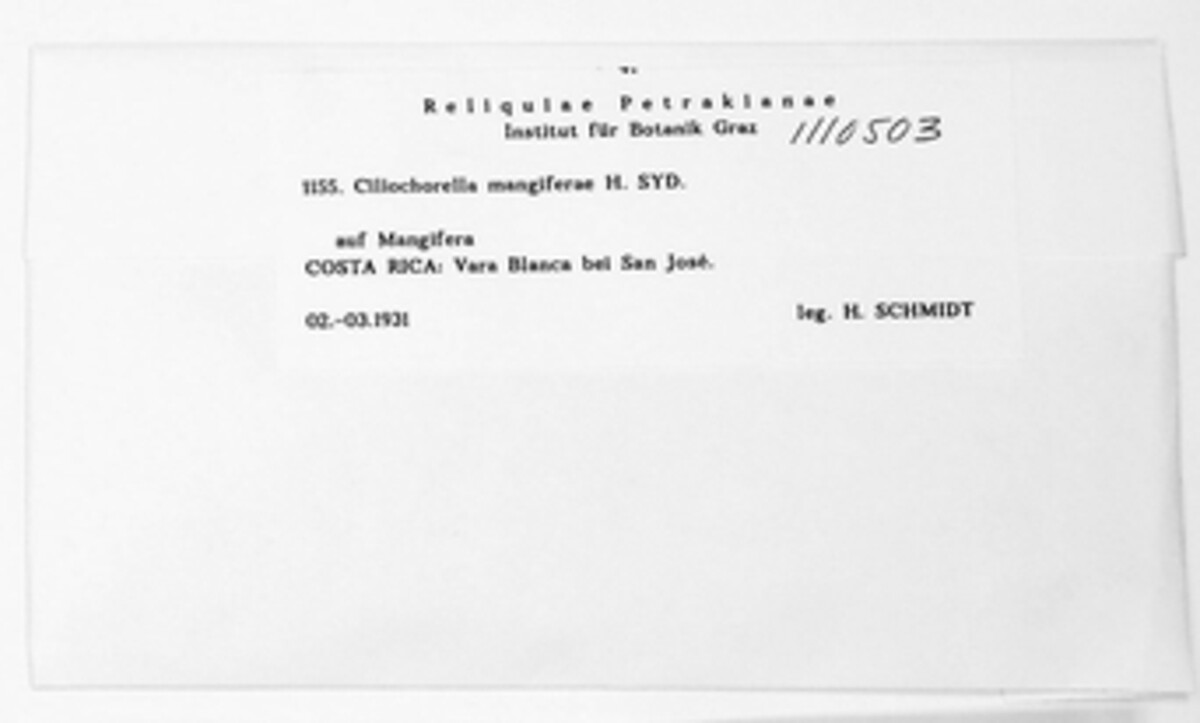 Reliquiae Petrakianae
Institut für Botanik Graz 1110503
1155. Ciliochorella mangiferae H. SYD.
auf Mangifera
COSTA RICA: Vara Blanca bei San José.
02.-03.1931 leg. H. SCHMIDT